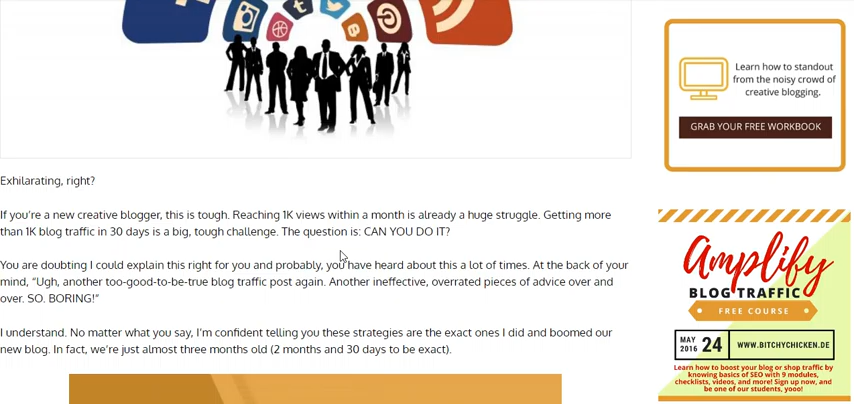 Exhilarating, right?
If you're a new creative blogger, this is tough. Reaching 1K views within a month is already a huge struggle. Getting more
than 1K blog traffic in 30 days is a big, tough challenge. The question is: CAN YOU DO IT?
You are doubting I could explain this right for you and probably, you have heard about this a lot of times. At the back of your
mind, “Ugh, another too-good-to-be-true blog traffic post again. Another ineffective, overrated pieces of advice over and
over. SO. BORING!”
I understand. No matter what you say, I'm confident telling you these strategies are the exact ones I did and boomed our
new blog. In fact, we're just almost three months old (2 months and 30 days to be exact).
Learn how to standout
from the noisy crowd of
creative blogging.
GRAB YOUR FREE WORKBOOK
Amplify
BLOG TRAFFIC
FREE COURSE
MAY
2016
24
WWW.BITCHYCHICKEN.DE
Learn how to boost your blog or shop traffic by
knowing basics of SEO with 9 modules,
checklists, videos, and more! Sign up now, and
be one of our students, yooo!